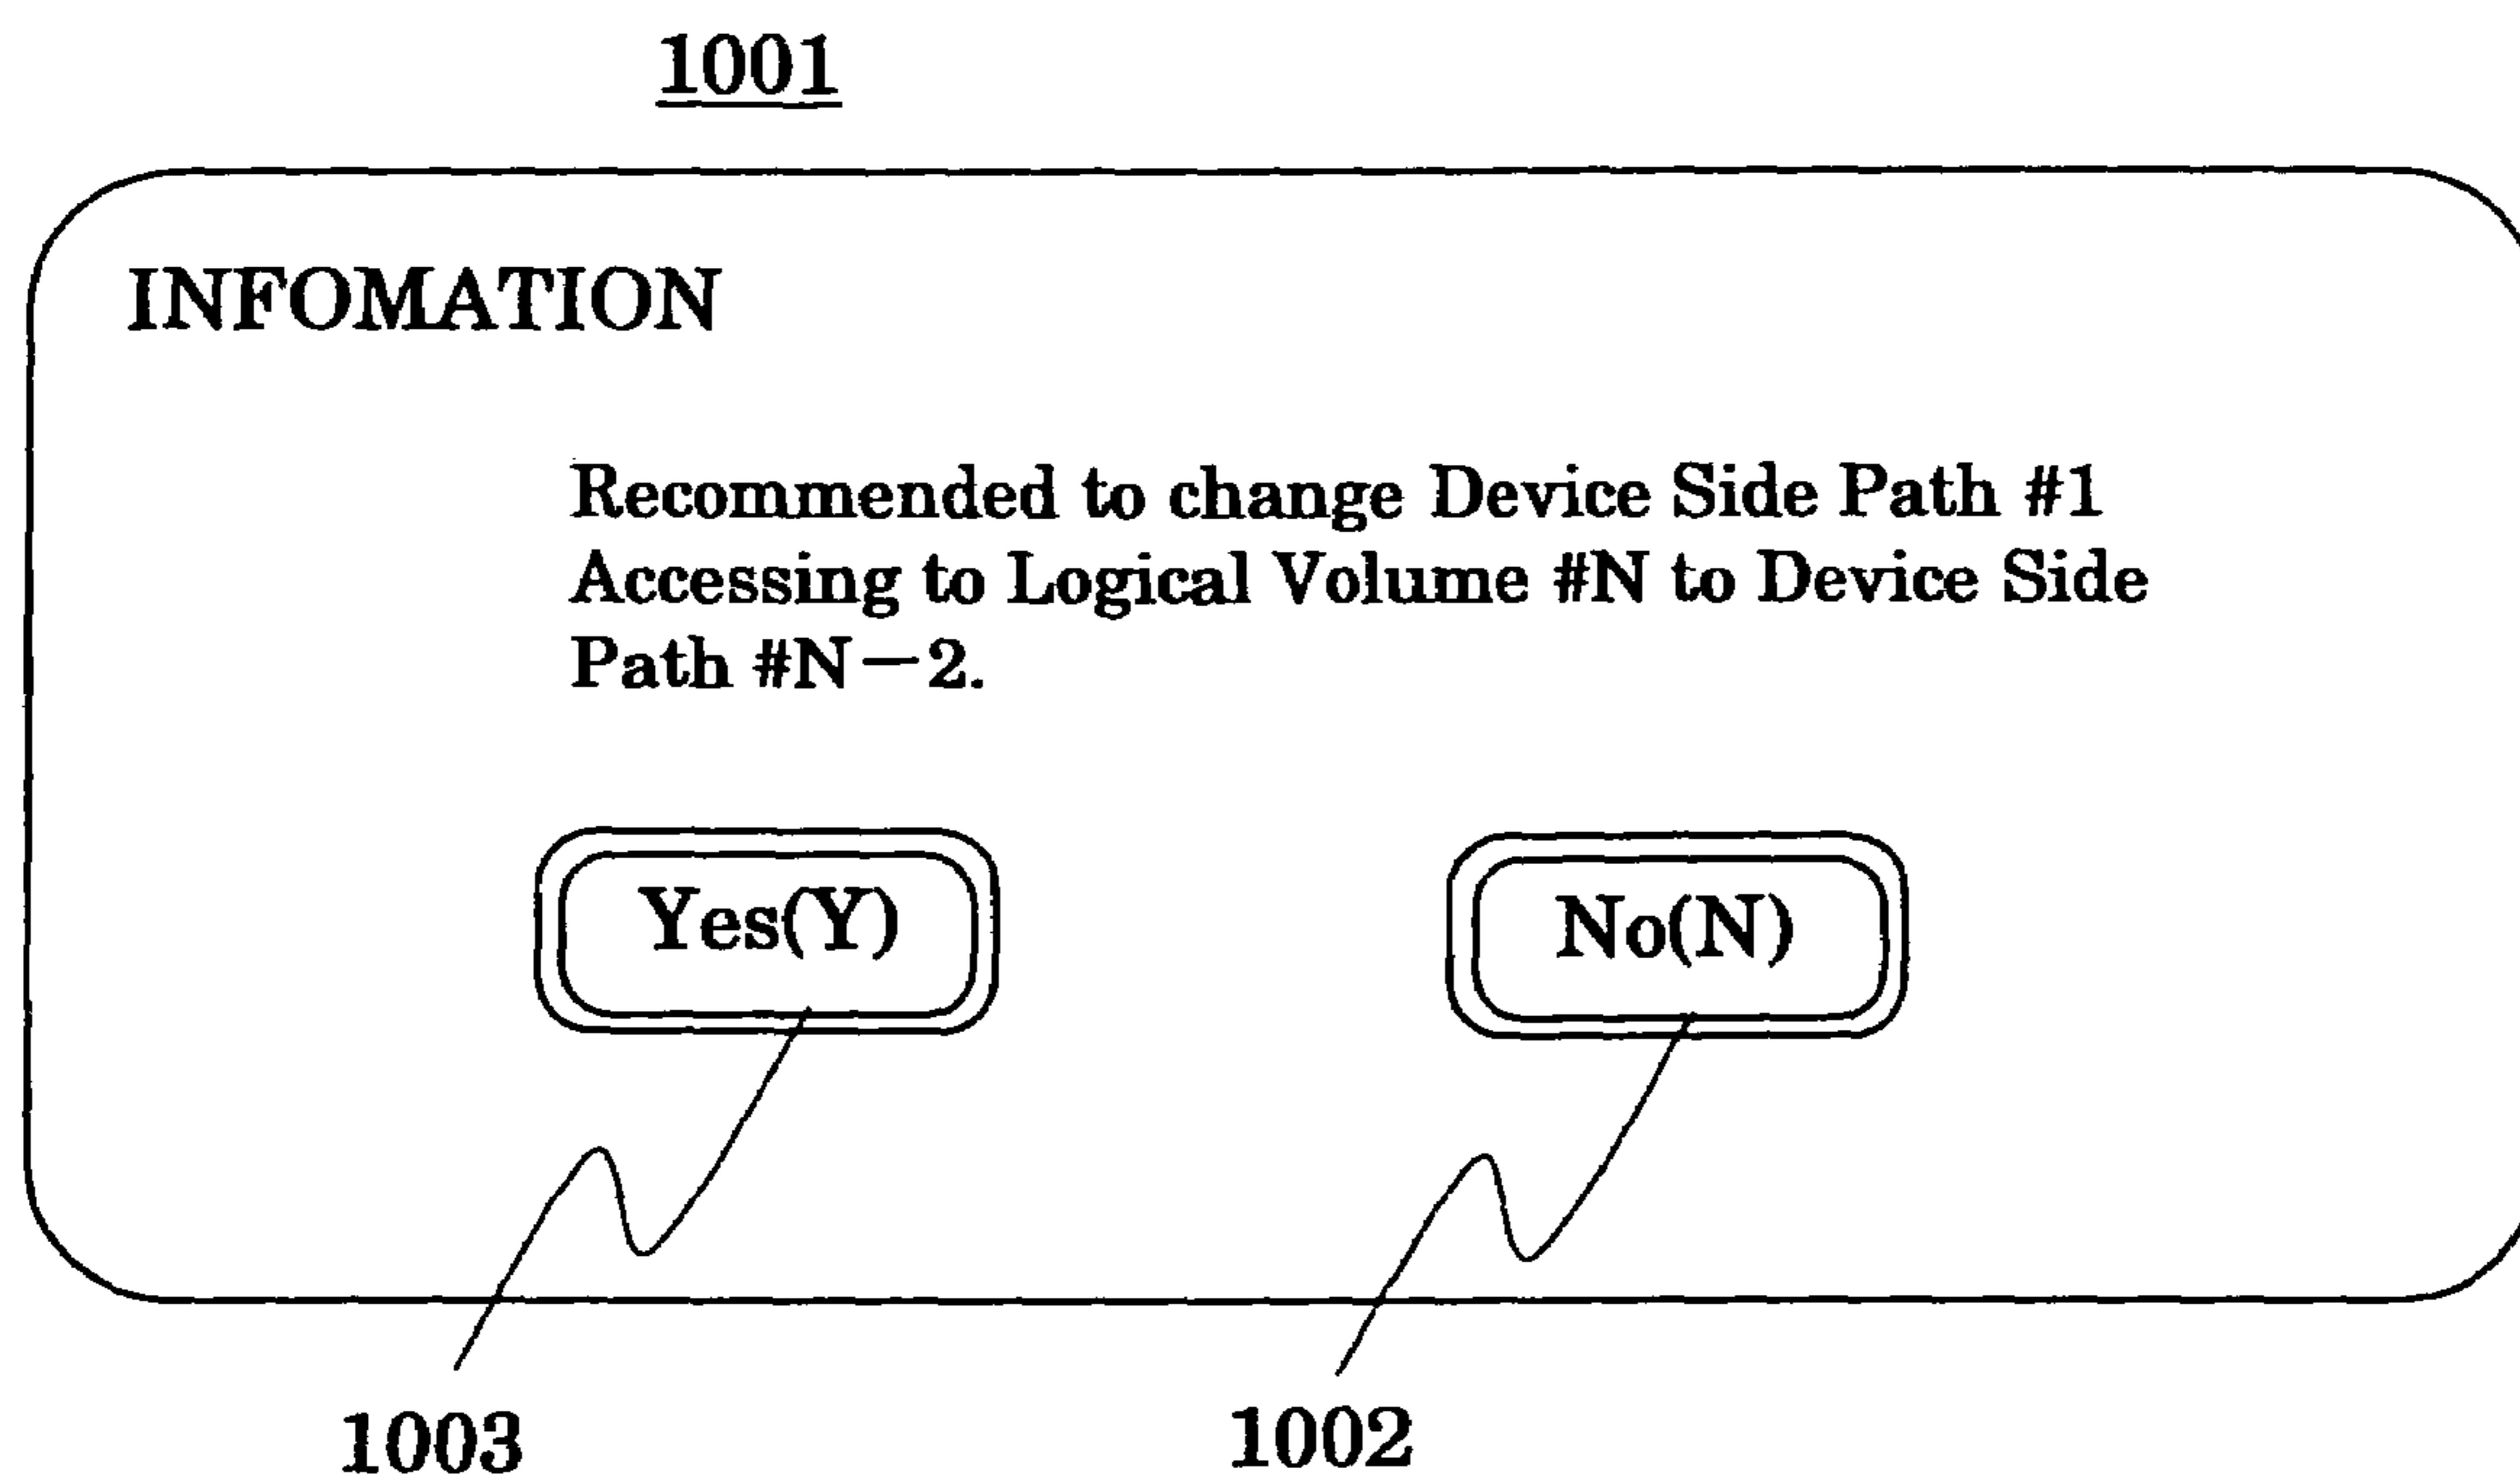 1001
INFOMATION
Recommended to change Device Side Path #1
Accessing to Logical Volume #N to Device Side
Path #N－2.
Yes(Y)
No(N)
1003
1002